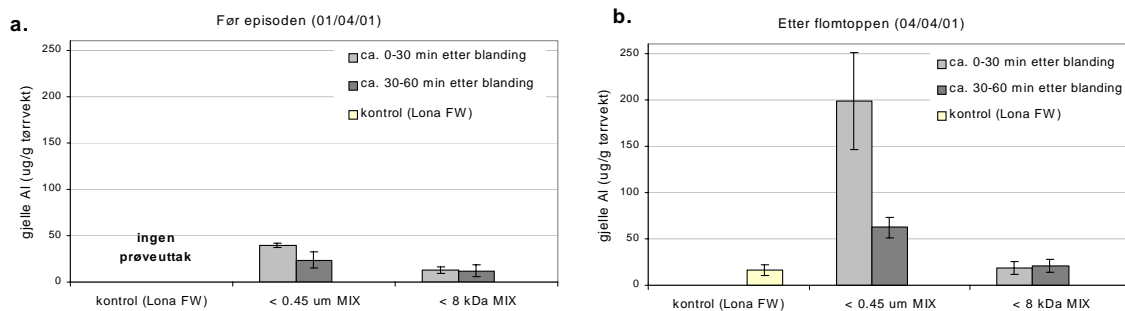 a.
Før episoden (01/04/01)
gjelle Al (ug/g tørrvekt)
250
200
150
100
50
0
ca. 0-30 min etter blanding
ca. 30-60 min etter blanding
kontrol (Lona FW)
ingen
prøveuttak
kontrol (Lona FW)
< 0.45 um MIX
< 8 kDa MIX
b.
Etter flomtoppen (04/04/01)
gjelle Al (ug/g tørrvekt)
250
200
150
100
50
0
ca. 0-30 min etter blanding
ca. 30-60 min etter blanding
kontrol (Lona FW)
kontrol (Lona FW)
< 0.45 um MIX
< 8 kDa MIX